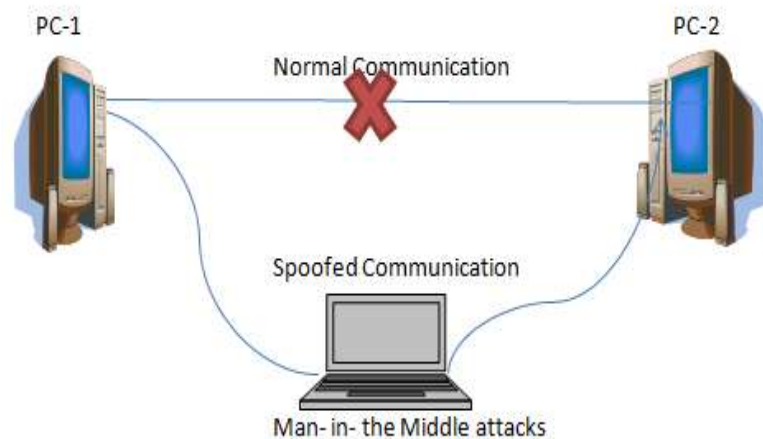 PC-1
PC-2
Normal Communication
Spoofed Communication
Man- in- the Middle attacks